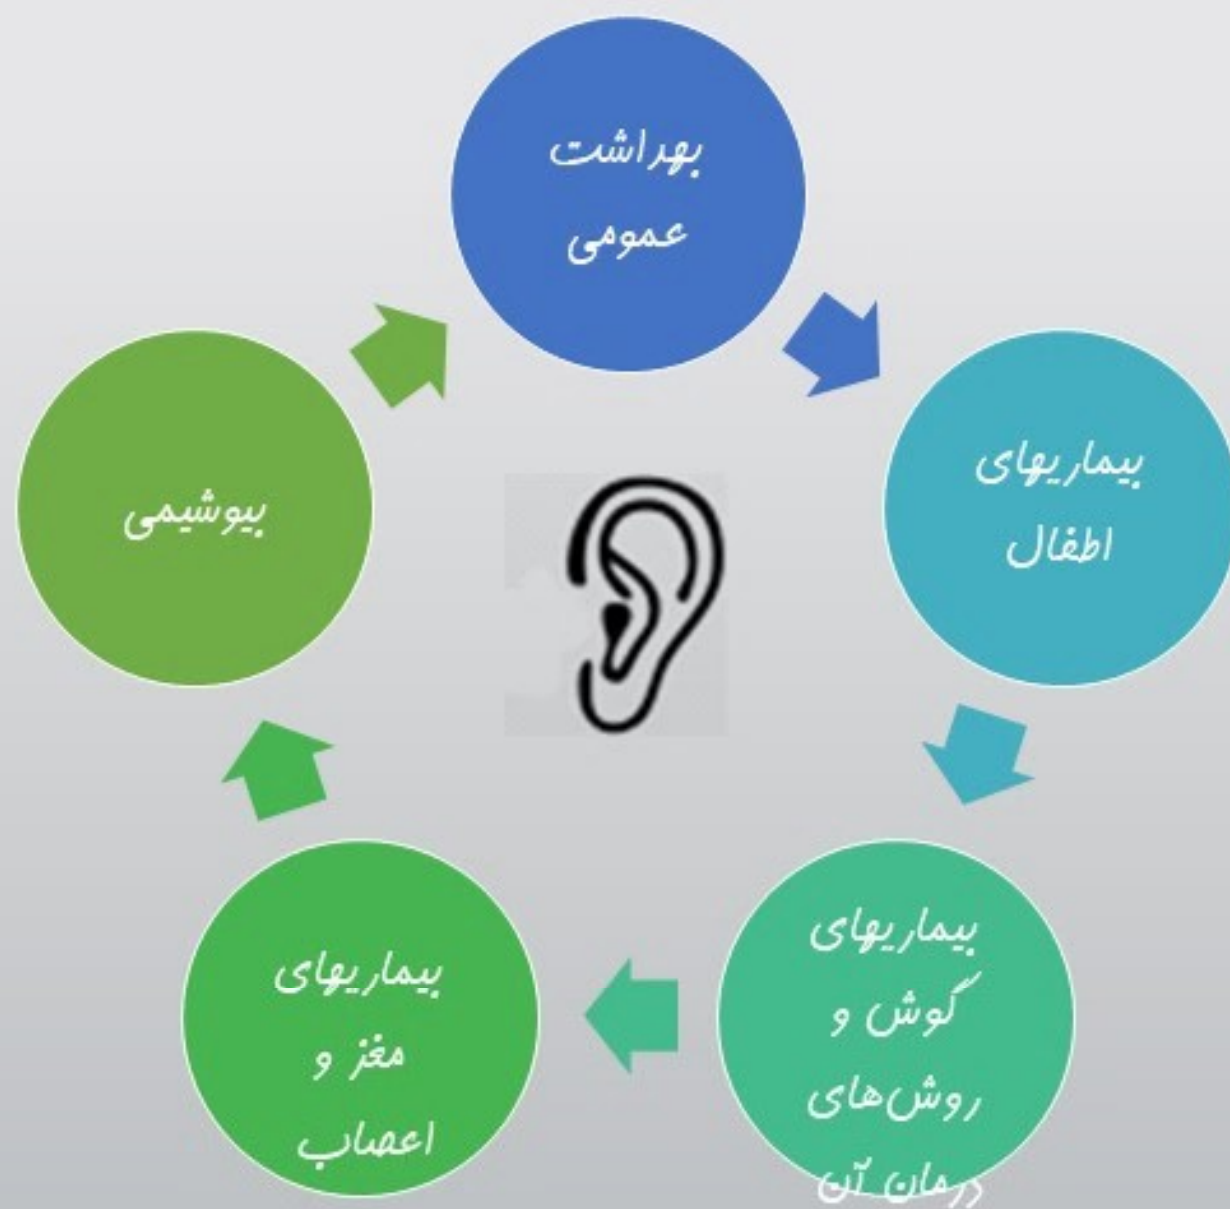 بهداشت
عمومی
بیماریهای
اطفال
بیماریهای
گوش و
روش‌های
درمان آن
بیماریهای
مغز و
اعصاب
بیوشیمی